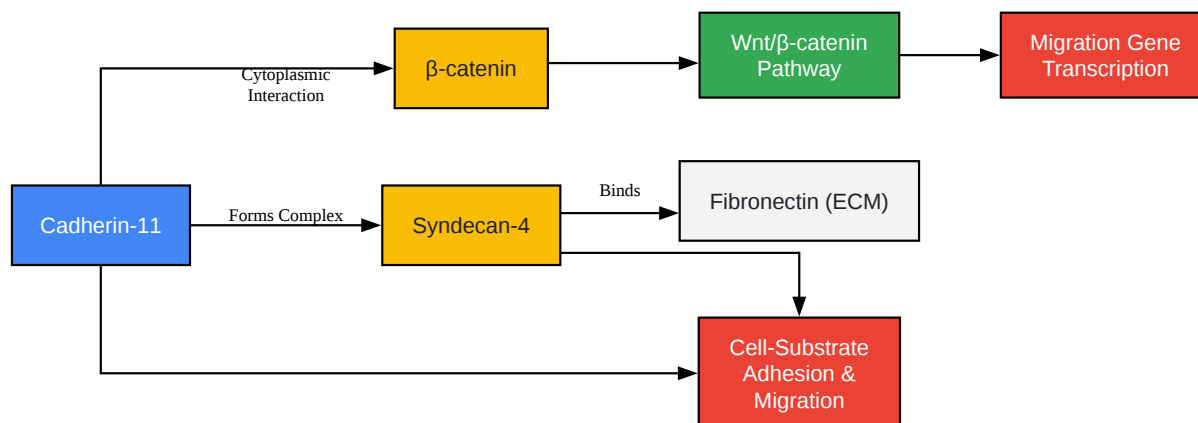 Wnt/β-catenin
Pathway
Migration Gene
Transcription
β-catenin
Cytoplasmic
Interaction
Binds
Fibronectin (ECM)
Cadherin-11
Forms Complex
Syndecan-4
Cell-Substrate
Adhesion &
Migration